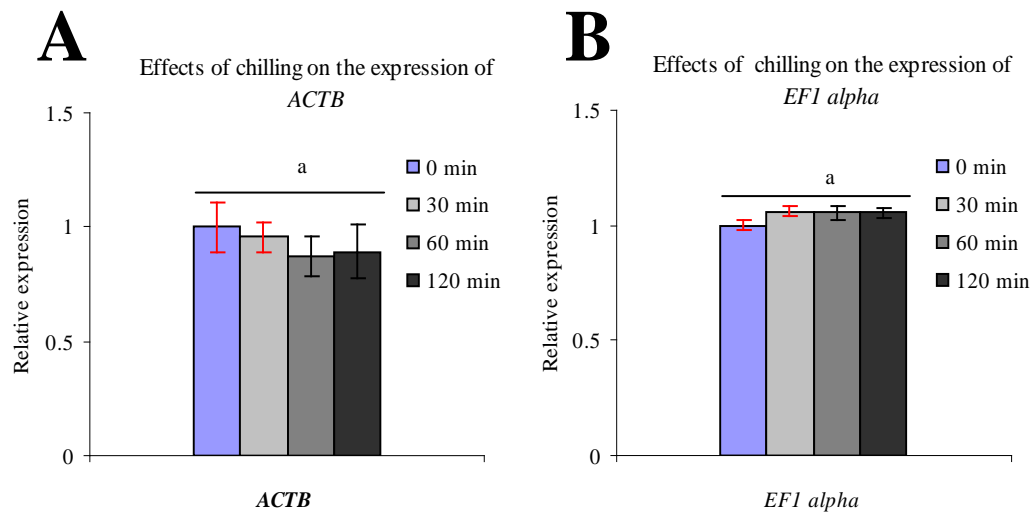 A
Effects of chilling on the expression of
ACTB
1.5
1
0.5
0
Relative expression
a
0 min
30 min
60 min
120 min
ACTB
B
Effects of chilling on the expression of
EF1 alpha
1.5
1
0.5
0
Relative expression
a
0 min
30 min
60 min
120 min
EF1 alpha